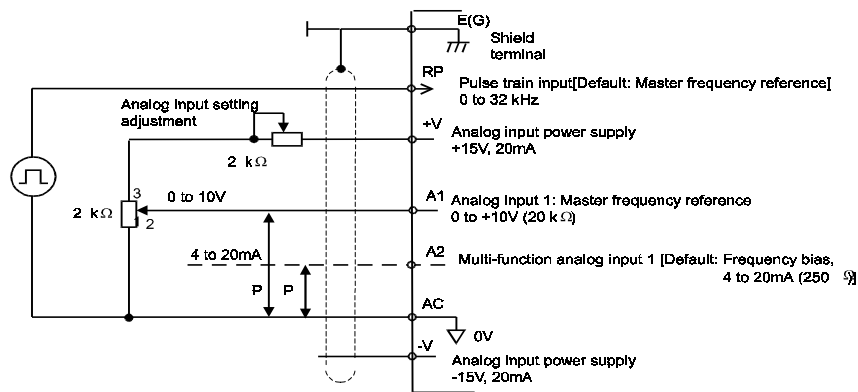 E(G)
Shield
terminal
RP
Pulse train input[Default: Master frequency reference]
0 to 32 kHz
Analog input setting
adjustment
+V
Analog input power supply
+15V, 20mA
2 kΩ
3
0 to 10V
A1
Analog Input 1: Master frequency reference
0 to +10V (20 kΩ)
2 kΩ
1 2
4 to 20mA
A2
Multi-function analog input 1 [Default: Frequency bias,
4 to 20mA (250 Ω)]
P P
AC
0V
-V
Analog Input power supply
-15V, 20mA